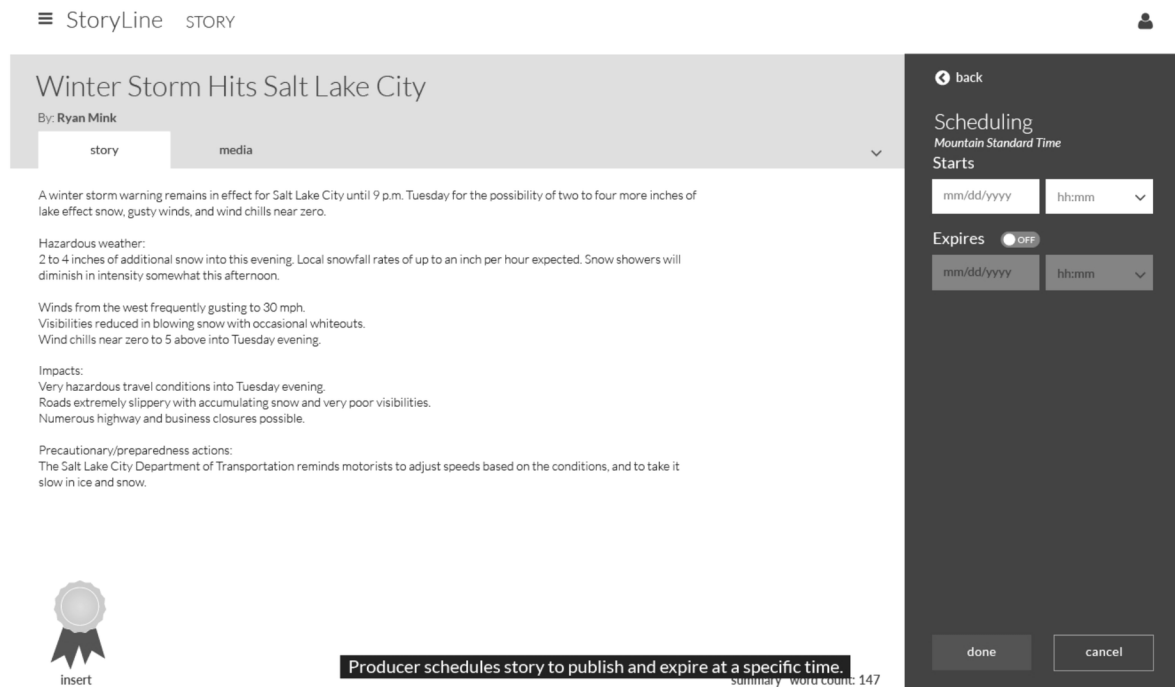 StoryLine STORY
Winter Storm Hits Salt Lake City
By: Ryan Mink
story media
A winter storm warning remains in effect for Salt Lake City until 9 p.m. Tuesday for the possibility of two to four more inches of
lake effect snow, gusty winds, and wind chills near zero.
Hazardous weather:
2 to 4 inches of additional snow into this evening. Local snowfall rates of up to an inch per hour expected. Snow showers will
diminish in intensity somewhat this afternoon.
Winds from the west frequently gusting to 30 mph.
Visibilities reduced in blowing snow with occasional whiteouts.
Wind chills near zero to 5 above into Tuesday evening.
Impacts:
Very hazardous travel conditions into Tuesday evening.
Roads extremely slippery with accumulating snow and very poor visibilities.
Numerous highway and business closures possible.
Precautionary/preparedness actions:
The Salt Lake City Department of Transportation reminds motorists to adjust speeds based on the conditions, and to take it
slow in ice and snow.
insert
Producer schedules story to publish and expire at a specific time.
summary word count: 147
back
Scheduling
Mountain Standard Time
Starts
mm/dd/yyyy hh:mm
Expires OFF
mm/dd/yyyy hh:mm
done cancel